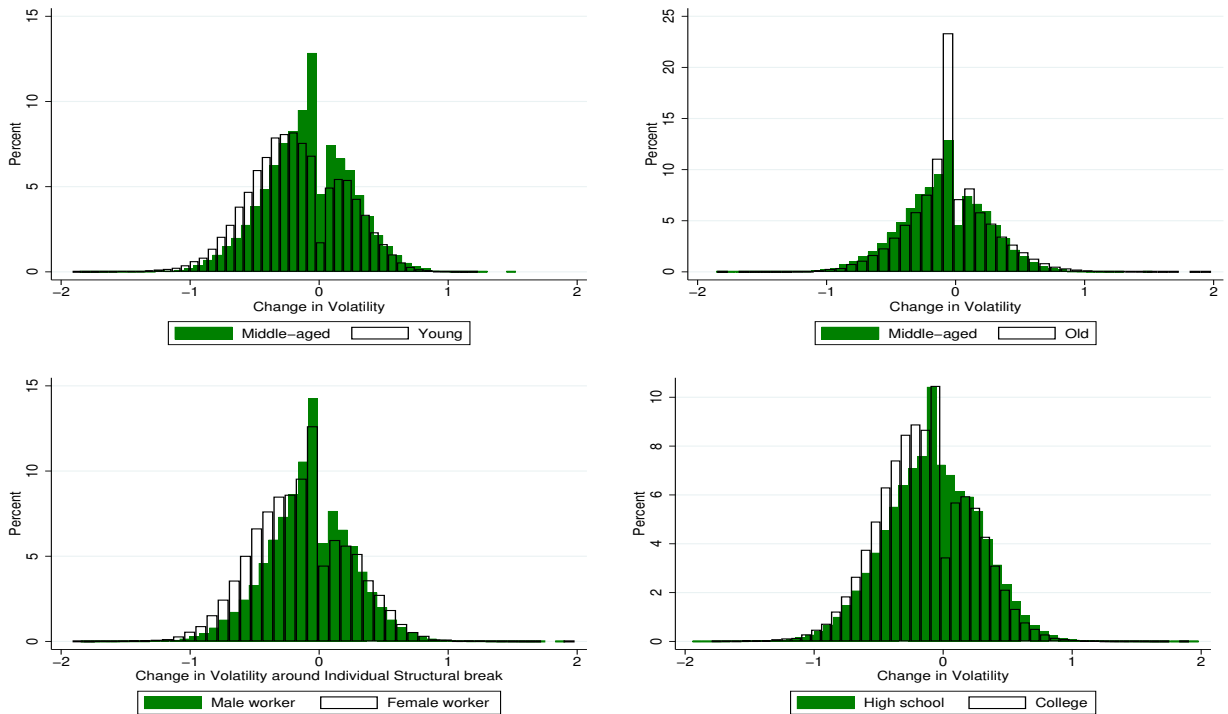 15
10
5
0
Percent
−2 −1 0 1 2
Change in Volatility
Middle−aged Young
25
20
15
10
5
0
Percent
−2 −1 0 1 2
Change in Volatility
Middle−aged Old
15
10
5
0
Percent
−2 −1 0 1 2
Change in Volatility around Individual Structural break
Male worker Female worker
10
8
6
4
2
0
Percent
−2 −1 0 1 2
Change in Volatility
High school College